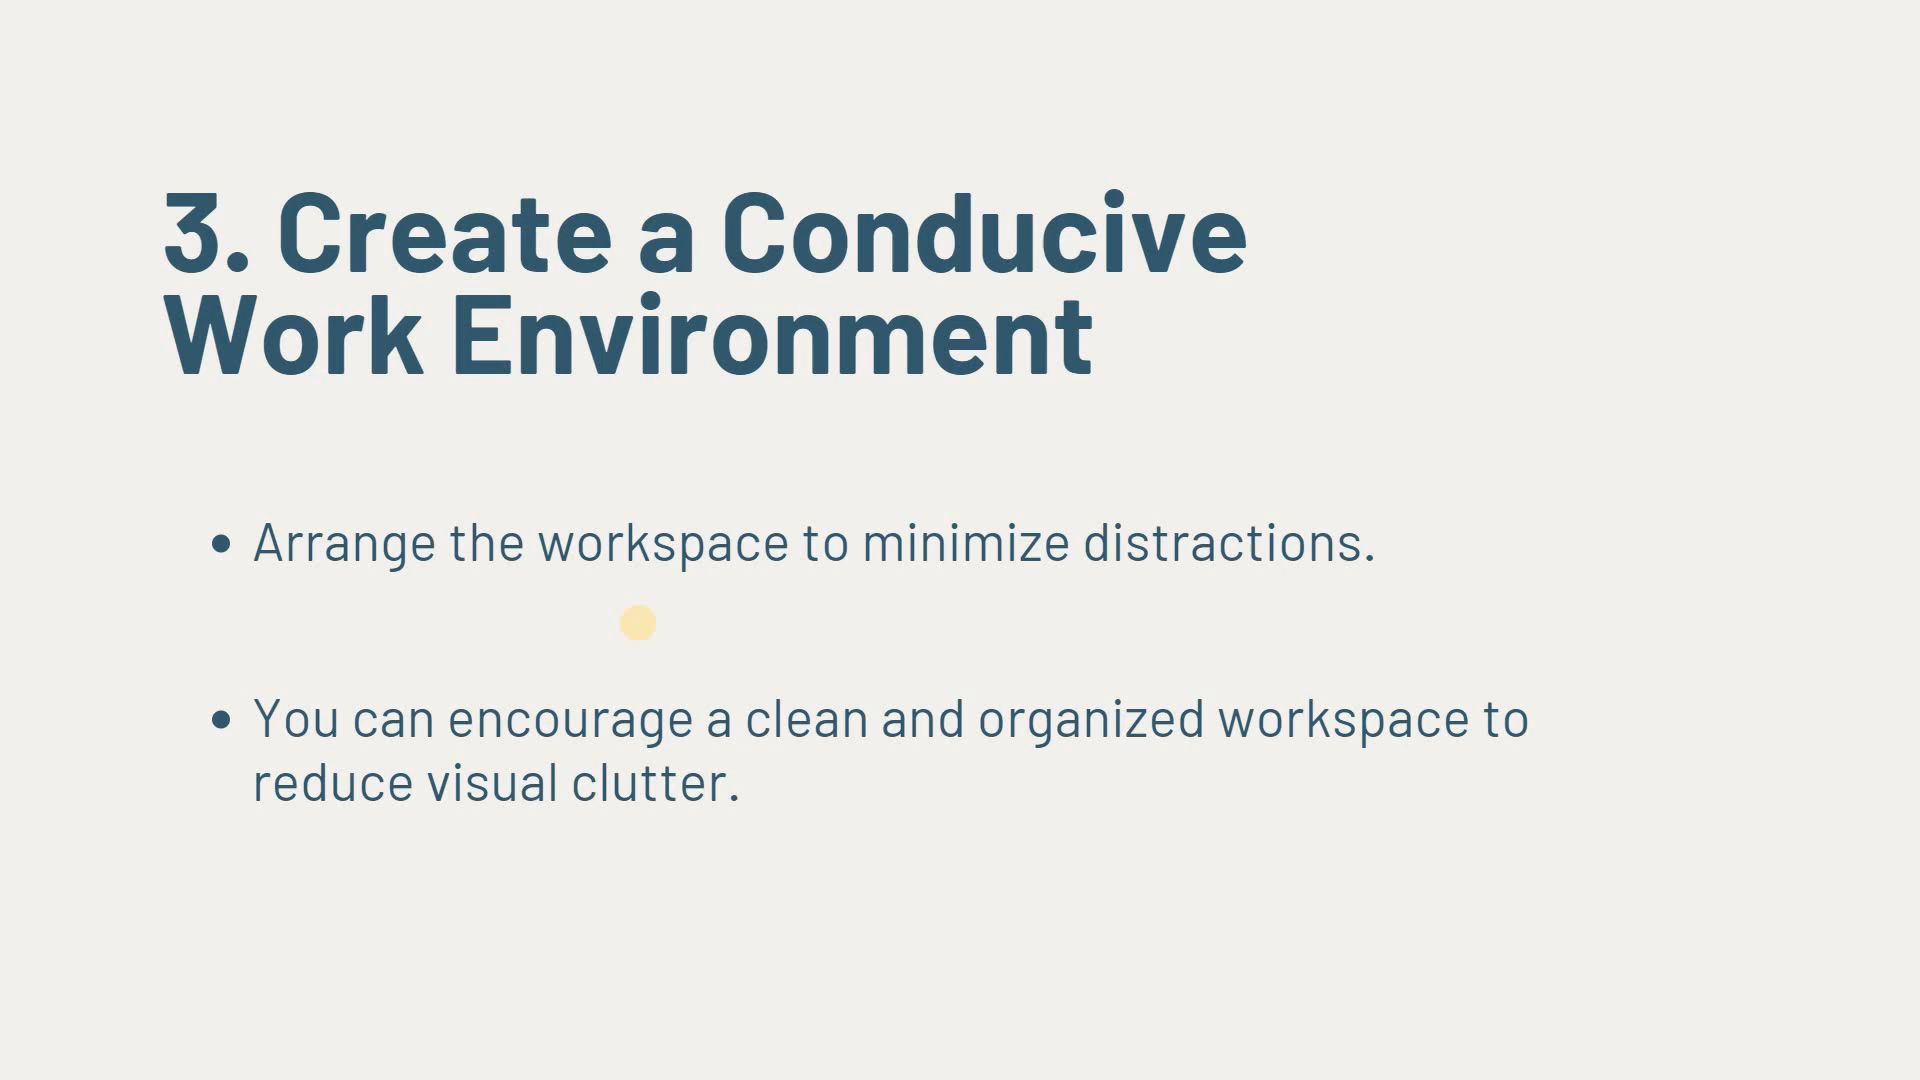 3. Create a Conducive
Work Environment
• Arrange the workspace to minimize distractions.
• You can encourage a clean and organized workspace to
reduce visual clutter.